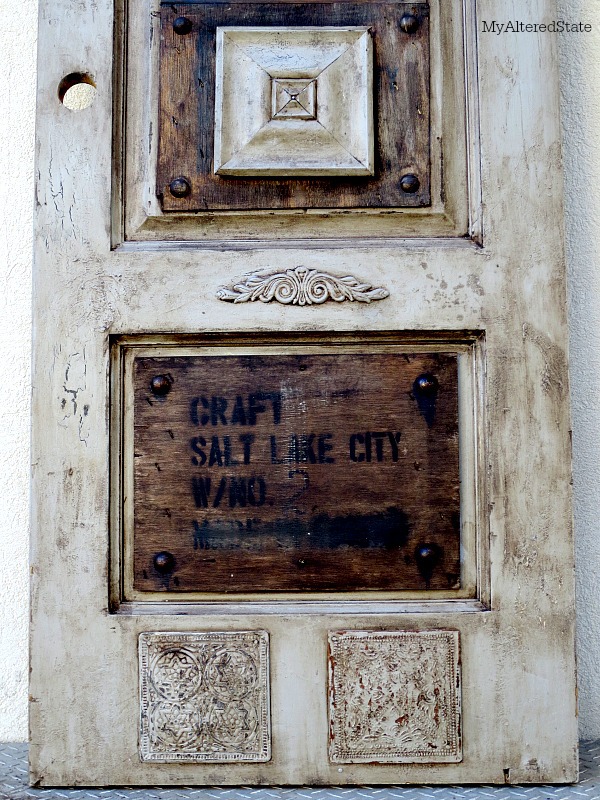 MyAlteredState
CRAFT
SALT LAKE CITY
W/NO.